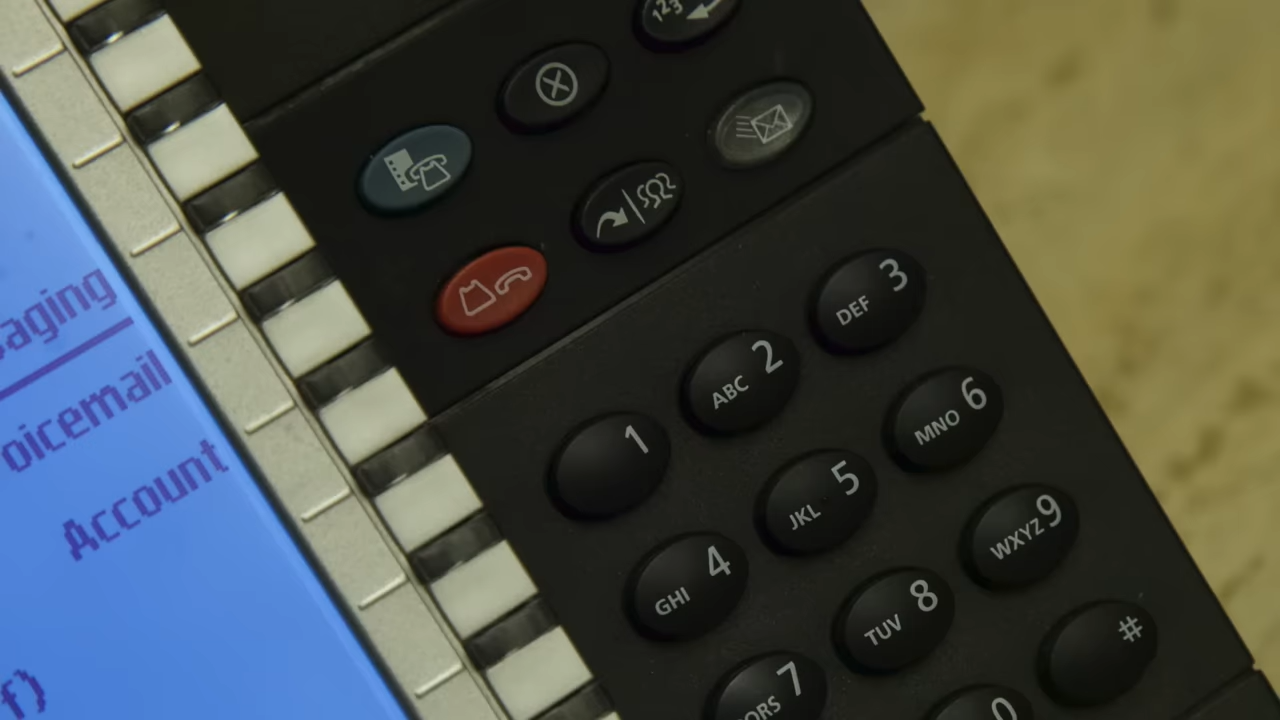 oicemail
Account
123
1
ABC 2
DEF 3
GHI 4
JKL 5
MNO 6
7
TUV 8
WXYZ 9
0
#